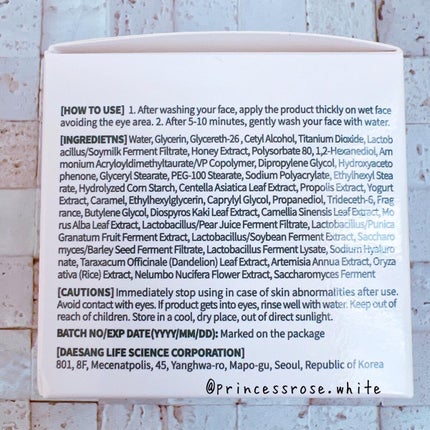 [HOW TO USE] 1. After washing your face, apply the product thickly on wet face
avoiding the eye area. 2. After 5-10 minutes, gently wash your face with water.
[INGREDIETNS] Water, Glycerin, Glycereth-26 , Cetyl Alcohol, Titanium Dioxide, Lactob
acillus/Soymilk Ferment Filtrate, Honey Extract, Polysorbate 80, 1,2-Hexanediol, Am
monium Acryloyldimethyltaurate/VP Copolymer, Dipropylene Glycol, Hydroxyaceto
phenone, Glyceryl Stearate, PEG-100 Stearate, Sodium Polyacrylate, Ethylhexyl Stea
rate, Hydrolyzed Corn Starch, Centella Asiatica Leaf Extract, Propolis Extract, Yogurt
Extract, Caramel, Ethylhexylglycerin, Caprylyl Glycol, Propanediol, Trideceth-6, Frag
rance, Butylene Glycol, Diospyros Kaki Leaf Extract, Camellia Sinensis Leaf Extract, Mo
rus Alba Leaf Extract, Lactobacillus/Pear Juice Ferment Filtrate, Lactobacillus/Punica
Granatum Fruit Ferment Extract, Lactobacillus/Soybean Ferment Extract, Saccharo
myces/Barley Seed Ferment Filtrate, Lactobacillus Ferment Lysate, Sodium Hyaluro
nate, Taraxacum Officinale (Dandelion) Leaf Extract, Artemisia Annua Extract, Oryza
ativa (Rice) Extract, Nelumbo Nucifera Flower Extract, Saccharomyces Ferment
[CAUTIONS] Immediately stop using in case of skin abnormalities after use.
Avoid contact with eyes. If product gets into eyes, rinse well with water. Keep out of
reach of children. Store in a cool, dry place, out of direct sunlight.
BATCH NO/EXP DATE(YYYY/MM/DD): Marked on the package
[DAESANG LIFE SCIENCE CORPORATION]
801, 8F, Mecenatpolis, 45, Yanghwa-ro, Mapo-gu, Seoul, Republic of Korea
@princessrose.white